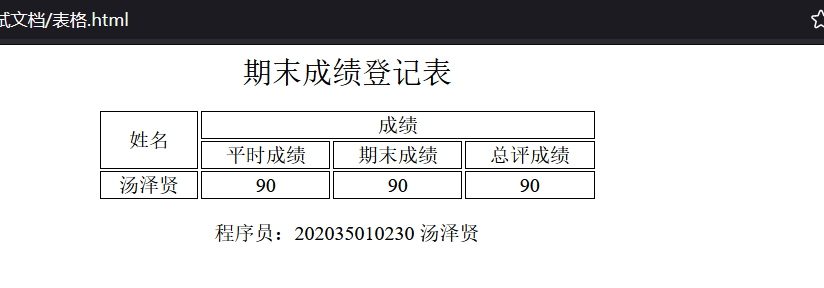 试文档/表格.html
期末成绩登记表
姓名 成绩
平时成绩 期末成绩 总评成绩
汤泽贤 90 90 90
程序员：202035010230 汤泽贤